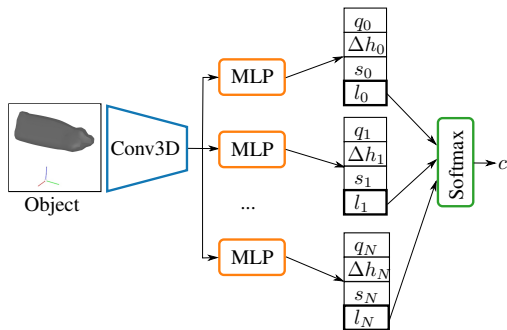 Object
Conv3D
MLP
MLP
...
MLP
q_0
Δh_0
s_0
l_0
q_1
Δh_1
s_1
l_1
q_N
Δh_N
s_N
l_N
Softmax
c